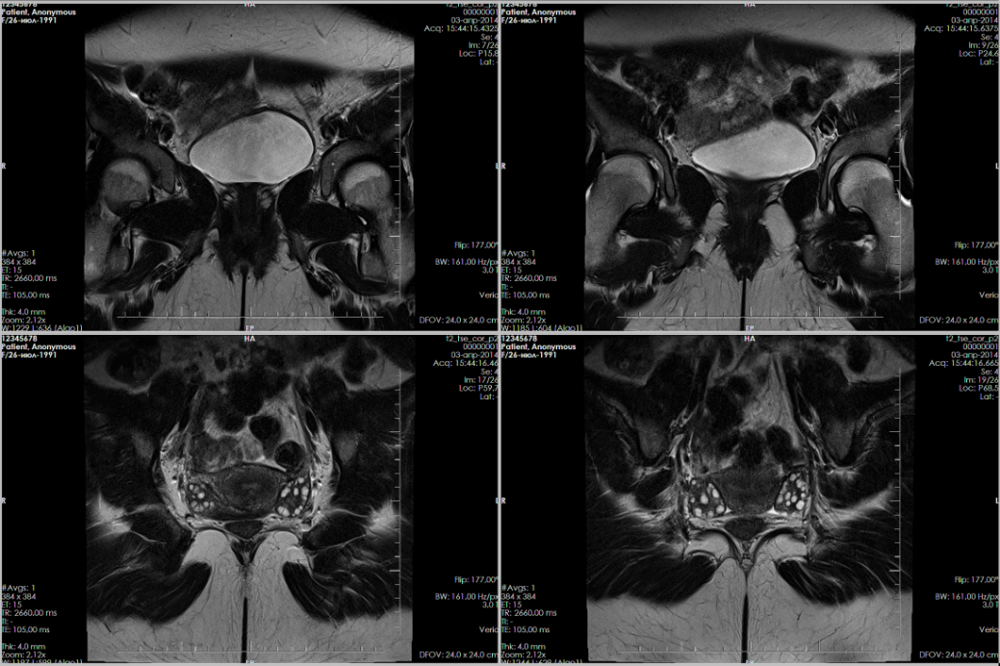 12345678
Patient, Anonymous
F/26-июл-1991
HA
t2_tse_cor_p2
00000001
03-апр-2014
Acq: 15:44:15.4325
Se: 4
Im: 7/26
Loc: P15,8
Lat: -
R
L
#Avgs: 1
384 x 384
ET: 15
TR: 2660.00 ms
TI: -
TE: 105.00 ms
Thk: 4.0 mm
Zoom: 2.12x
W:1229 L:636 (Algo1)
Flip: 177.00°
BW: 161.00 Hz/px
3.0 T
Verio
DFOV: 24.0 x 24.0 cm
FP
12345678
Patient, Anonymous
F/26-июл-1991
HA
t2_tse_cor_p2
00000001
03-апр-2014
Acq: 15:44:15.6375
Se: 4
Im: 9/26
Loc: P24,6
Lat: -
R
L
#Avgs: 1
384 x 384
ET: 15
TR: 2660.00 ms
TI: -
TE: 105.00 ms
Thk: 4.0 mm
Zoom: 2.12x
W:1185 L:604 (Algo1)
Flip: 177.00°
BW: 161.00 Hz/px
3.0 T
Verio
DFOV: 24.0 x 24.0 cm
FP
12345678
Patient, Anonymous
F/26-июл-1991
HA
t2_tse_cor_p2
00000001
03-апр-2014
Acq: 15:44:16.46
Se: 4
Im: 17/26
Loc: P59,7
Lat: -
R
L
#Avgs: 1
384 x 384
ET: 15
TR: 2660.00 ms
TI: -
TE: 105.00 ms
Thk: 4.0 mm
Zoom: 2.12x
Flip: 177.00°
BW: 161.00 Hz/px
3.0 T
Verio
DFOV: 24.0 x 24.0 cm
12345678
Patient, Anonymous
F/26-июл-1991
HA
t2_tse_cor_p2
00000001
03-апр-2014
Acq: 15:44:16.665
Se: 4
Im: 19/26
Loc: P68,5
Lat: -
R
L
#Avgs: 1
384 x 384
ET: 15
TR: 2660.00 ms
TI: -
TE: 105.00 ms
Thk: 4.0 mm
Zoom: 2.12x
Flip: 177.00°
BW: 161.00 Hz/px
3.0 T
Verio
DFOV: 24.0 x 24.0 cm